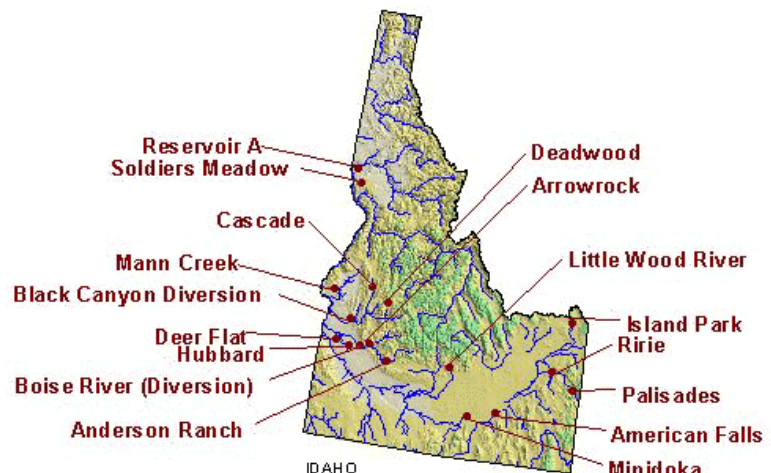 Reservoir A
Soldiers Meadow
Cascade
Mann Creek
Black Canyon Diversion
Deer Flat
Hubbard
Boise River (Diversion)
Anderson Ranch
Deadwood
Arrowrock
Little Wood River
Island Park
Ririe
Palisades
American Falls
Minidoka
IDAHO